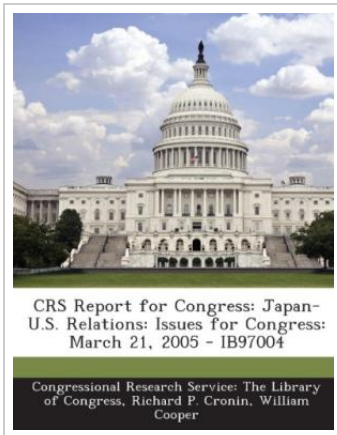 CRS Report for Congress: Japan-
U.S. Relations: Issues for Congress:
March 21, 2005 - IB97004
Congressional Research Service: The Library
of Congress, Richard P. Cronin, William
Cooper